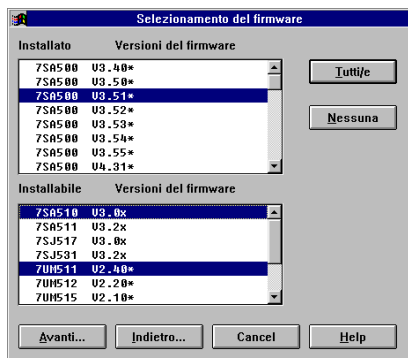 Selezionamento del firmware
Installato Versioni del firmware
7SA500 V3.40*
7SA500 V3.50*
7SA500 V3.51*
7SA500 V3.52*
7SA500 V3.53*
7SA500 V3.54*
7SA500 V3.55*
7SA500 V4.31*
Tutti/e
Nessuna
Installabile Versioni del firmware
7SA510 V3.0x
7SA511 V3.2x
7SJ517 V3.0x
7SJ531 V3.2x
7UM511 V2.40*
7UM512 V2.20*
7UM515 V2.10*
Avanti... Indietro... Cancel Help